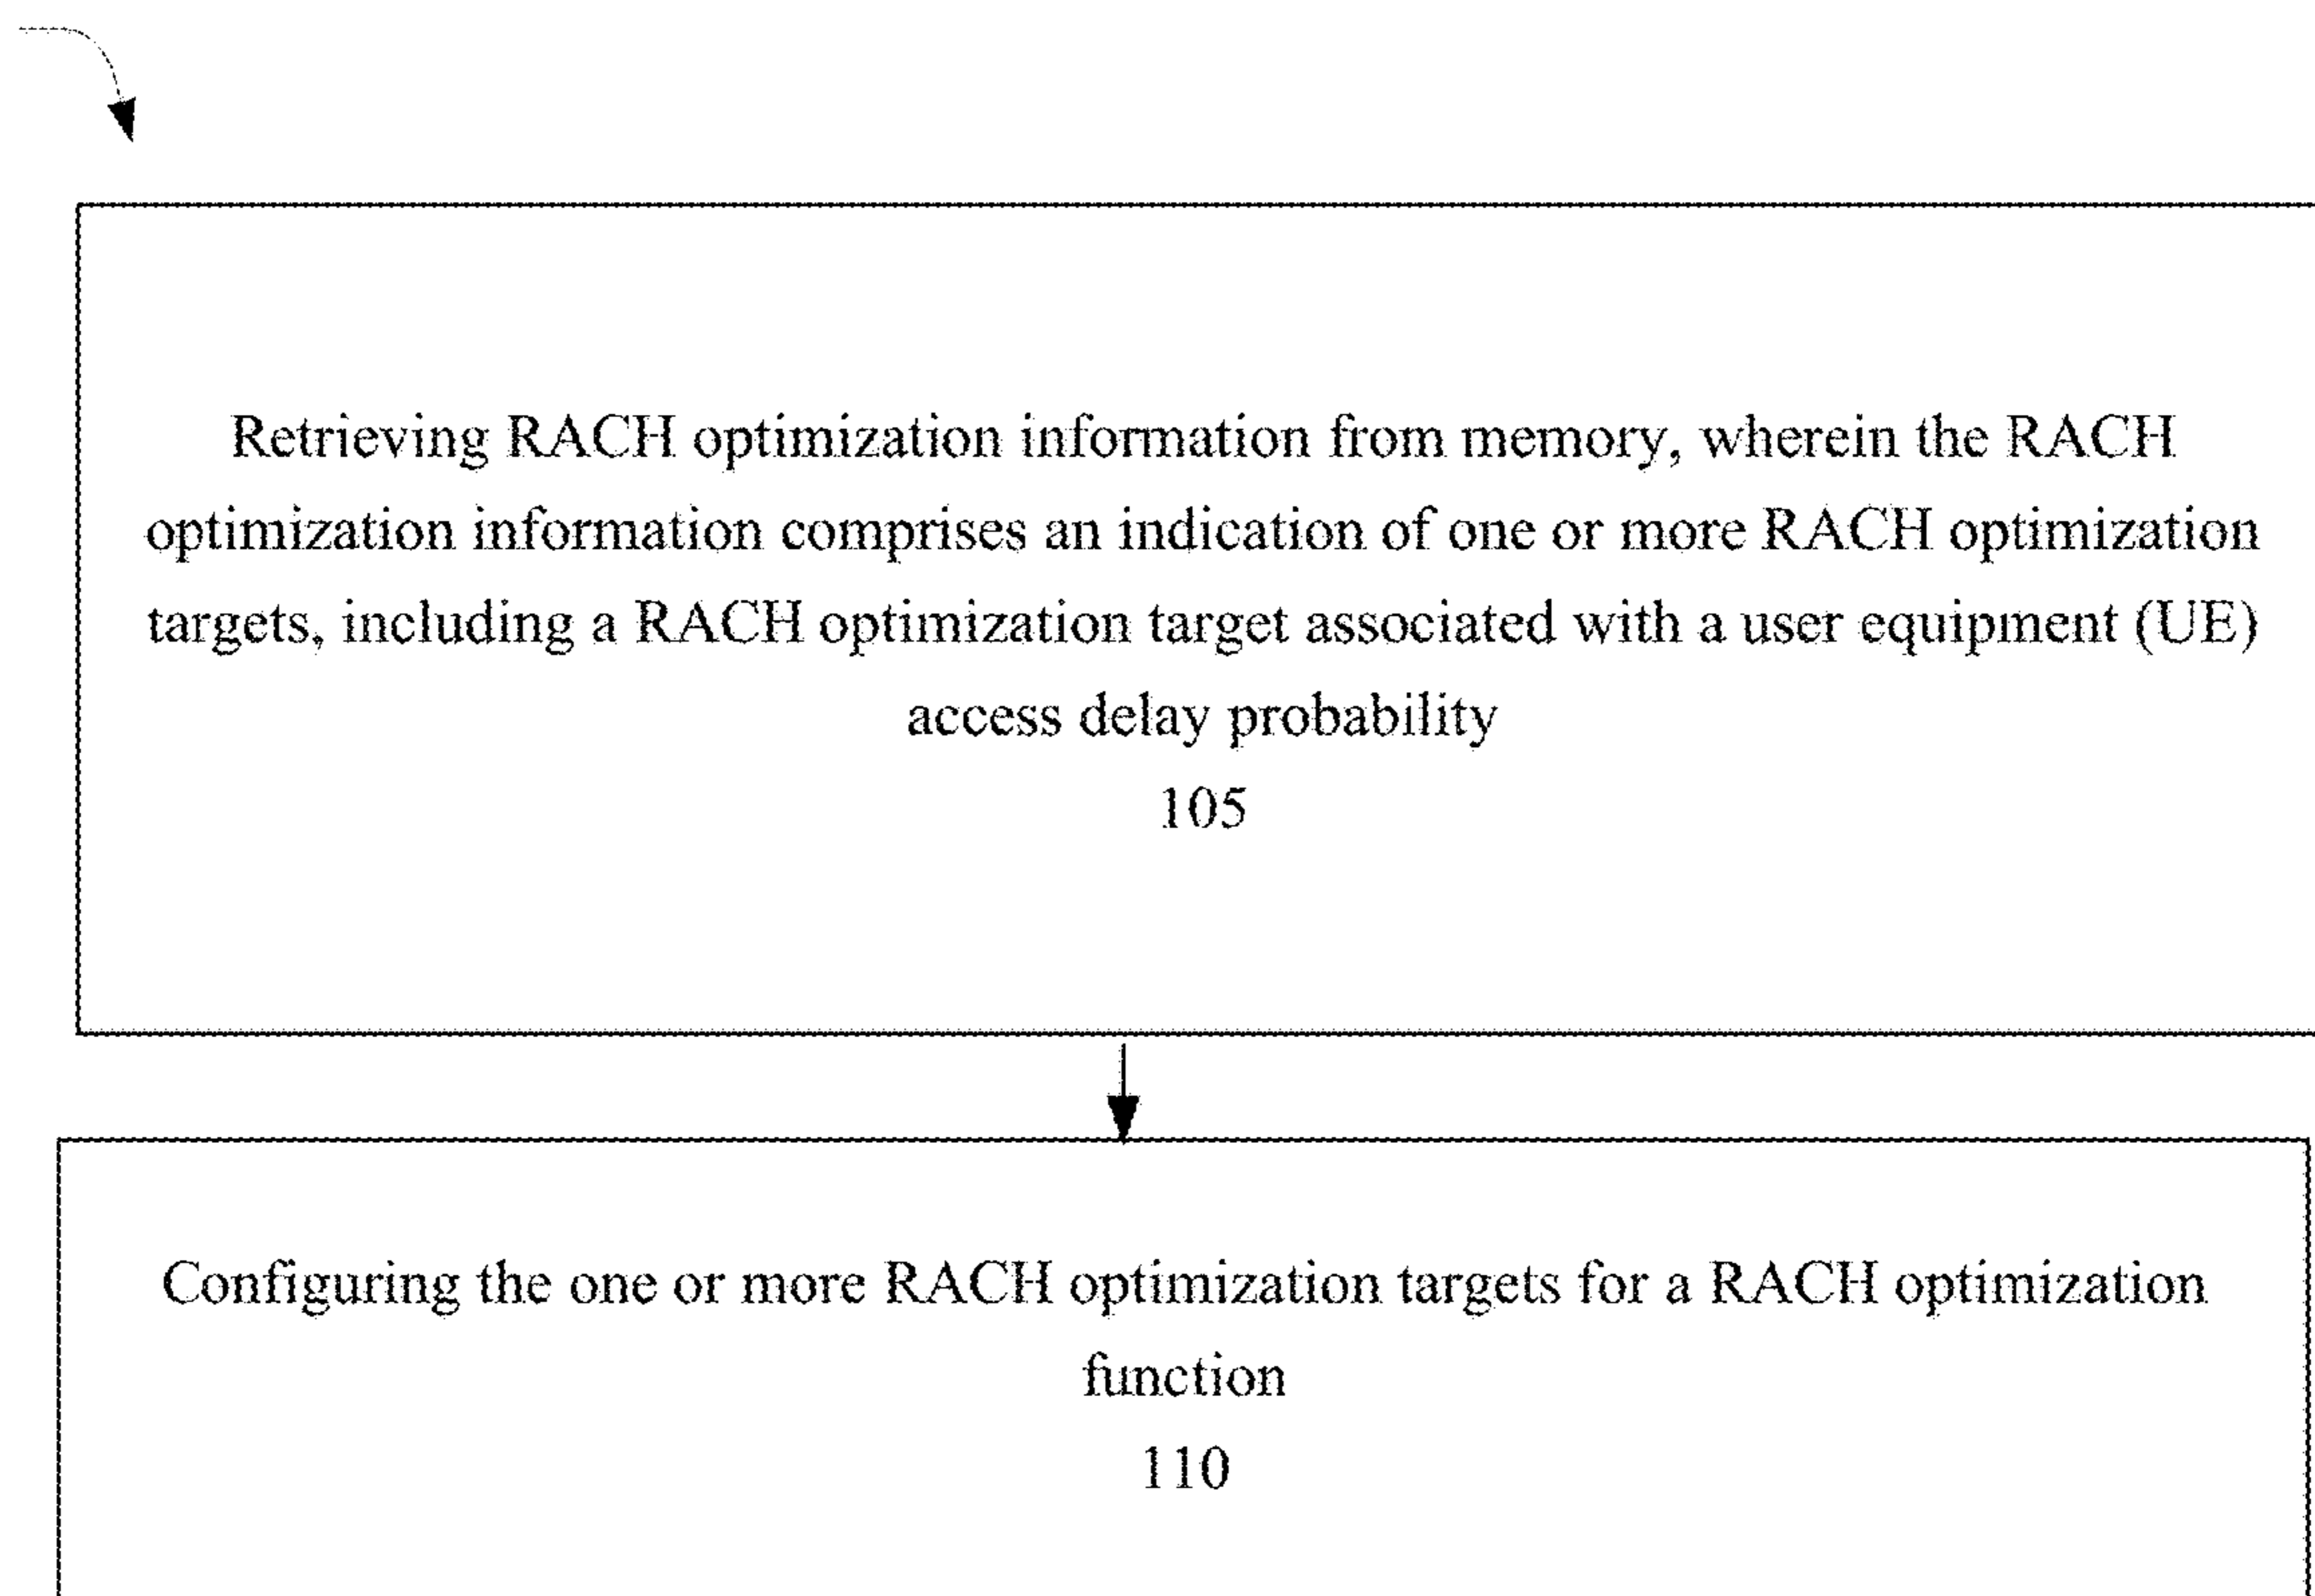 Retrieving RACH optimization information from memory, wherein the RACH
optimization information comprises an indication of one or more RACH optimization
targets, including a RACH optimization target associated with a user equipment (UE)
access delay probability
105
Configuring the one or more RACH optimization targets for a RACH optimization
function
110